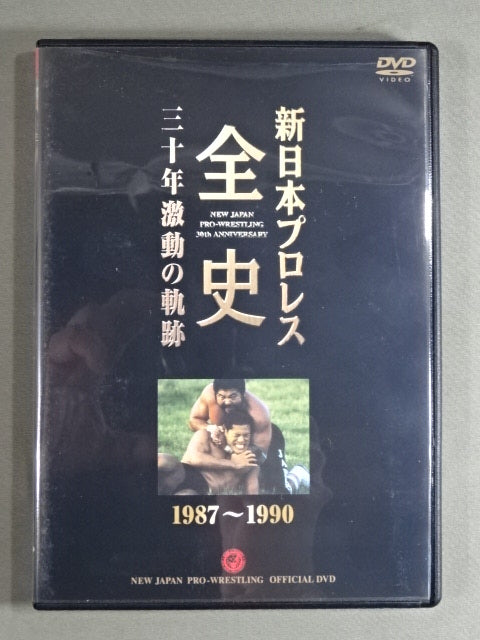 DVD
VIDEO
新日本プロレス
全史
NEW JAPAN
PRO-WRESTLING
30th ANNIVERSARY
三十年激動の軌跡
1987～1990
NEW JAPAN PRO-WRESTLING OFFICIAL DVD